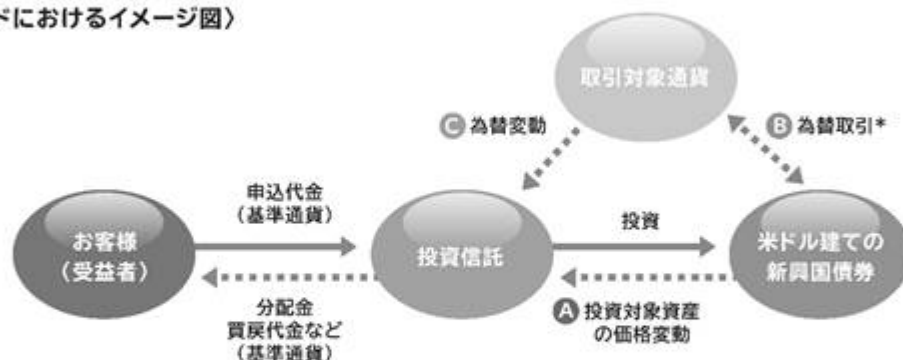 ドにおけるイメージ図〉
取引対象通貨
C 為替変動
B 為替取引*
申込代金
(基準通貨)
投資
お客様
(受益者)
投資信託
米ドル建ての
新興国債券
分配金
買戻代金など
(基準通貨)
A 投資対象資産
の価格変動